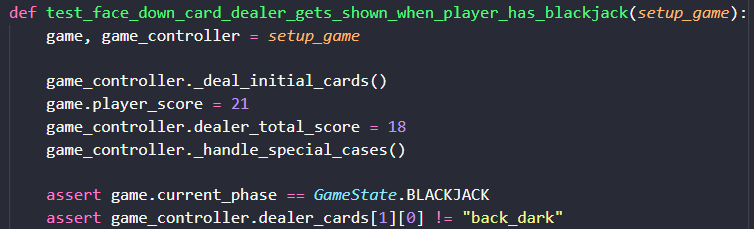 def test_face_down_card_dealer_gets_shown_when_player_has_blackjack(setup_game):
game, game_controller = setup_game
game_controller._deal_initial_cards()
game.player_score = 21
game_controller.dealer_total_score = 18
game_controller._handle_special_cases()
assert game.current_phase == GameState.BLACKJACK
assert game_controller.dealer_cards[1][0] != "back_dark"